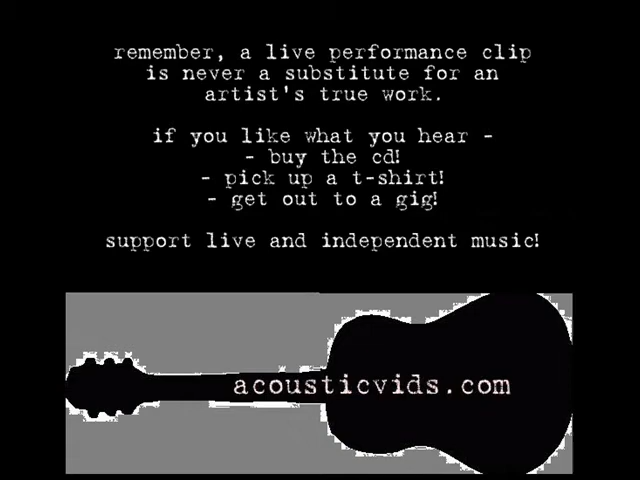 remember, a live performance clip
is never a substitute for an
artist's true work.
if you like what you hear -
- buy the cd!
- pick up a t-shirt!
- get out to a gig!
support live and independent music!
acousticvids.com